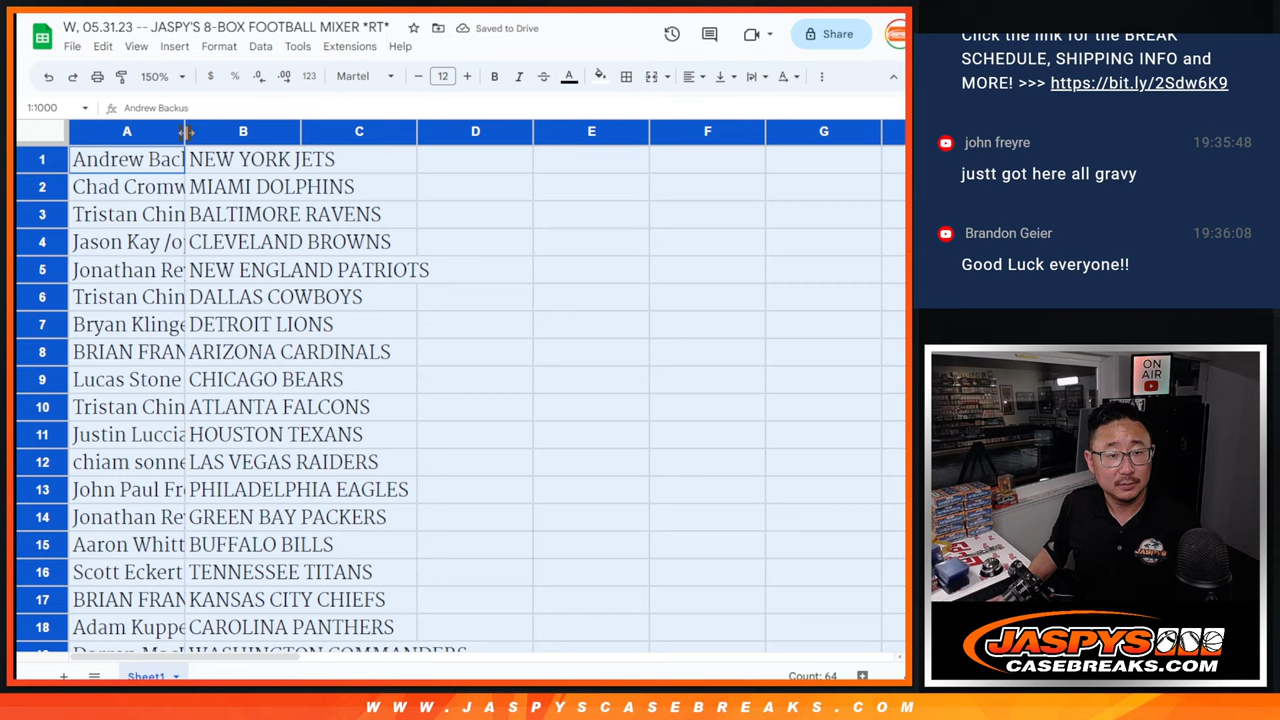 W, 05.31.23 -- JASPY'S 8-BOX FOOTBALL MIXER *RT*
Saved to Drive
File Edit View Insert Format Data Tools Extensions Help
Share
150% $ % .0 .00 123 Martel 12 B I A
1:1000 fx Andrew Backus
A B C D E F G
1 Andrew Bacl NEW YORK JETS
2 Chad Cromw MIAMI DOLPHINS
3 Tristan Chin BALTIMORE RAVENS
4 Jason Kay /o CLEVELAND BROWNS
5 Jonathan Re NEW ENGLAND PATRIOTS
6 Tristan Chin DALLAS COWBOYS
7 Bryan Klinge DETROIT LIONS
8 BRIAN FRAN ARIZONA CARDINALS
9 Lucas Stone CHICAGO BEARS
10 Tristan Chin ATLANTA FALCONS
11 Justin Luccia HOUSTON TEXANS
12 chiam sonne LAS VEGAS RAIDERS
13 John Paul Fr PHILADELPHIA EAGLES
14 Jonathan Re GREEN BAY PACKERS
15 Aaron Whitt BUFFALO BILLS
16 Scott Eckert TENNESSEE TITANS
17 BRIAN FRAN KANSAS CITY CHIEFS
18 Adam Kuppe CAROLINA PANTHERS
WASHINGTON COMMANDERS
Sheet1
Count: 64
Click the link for the BREAK
SCHEDULE, SHIPPING INFO and
MORE! >>> https://bit.ly/2Sdw6K9
john freyre 19:35:48
justt got here all gravy
Brandon Geier 19:36:08
Good Luck everyone!!
ON
AIR
JASPYS
JASPYS
CASEBREAKS.COM
WWW.JASPYSCASEBREAKS.COM